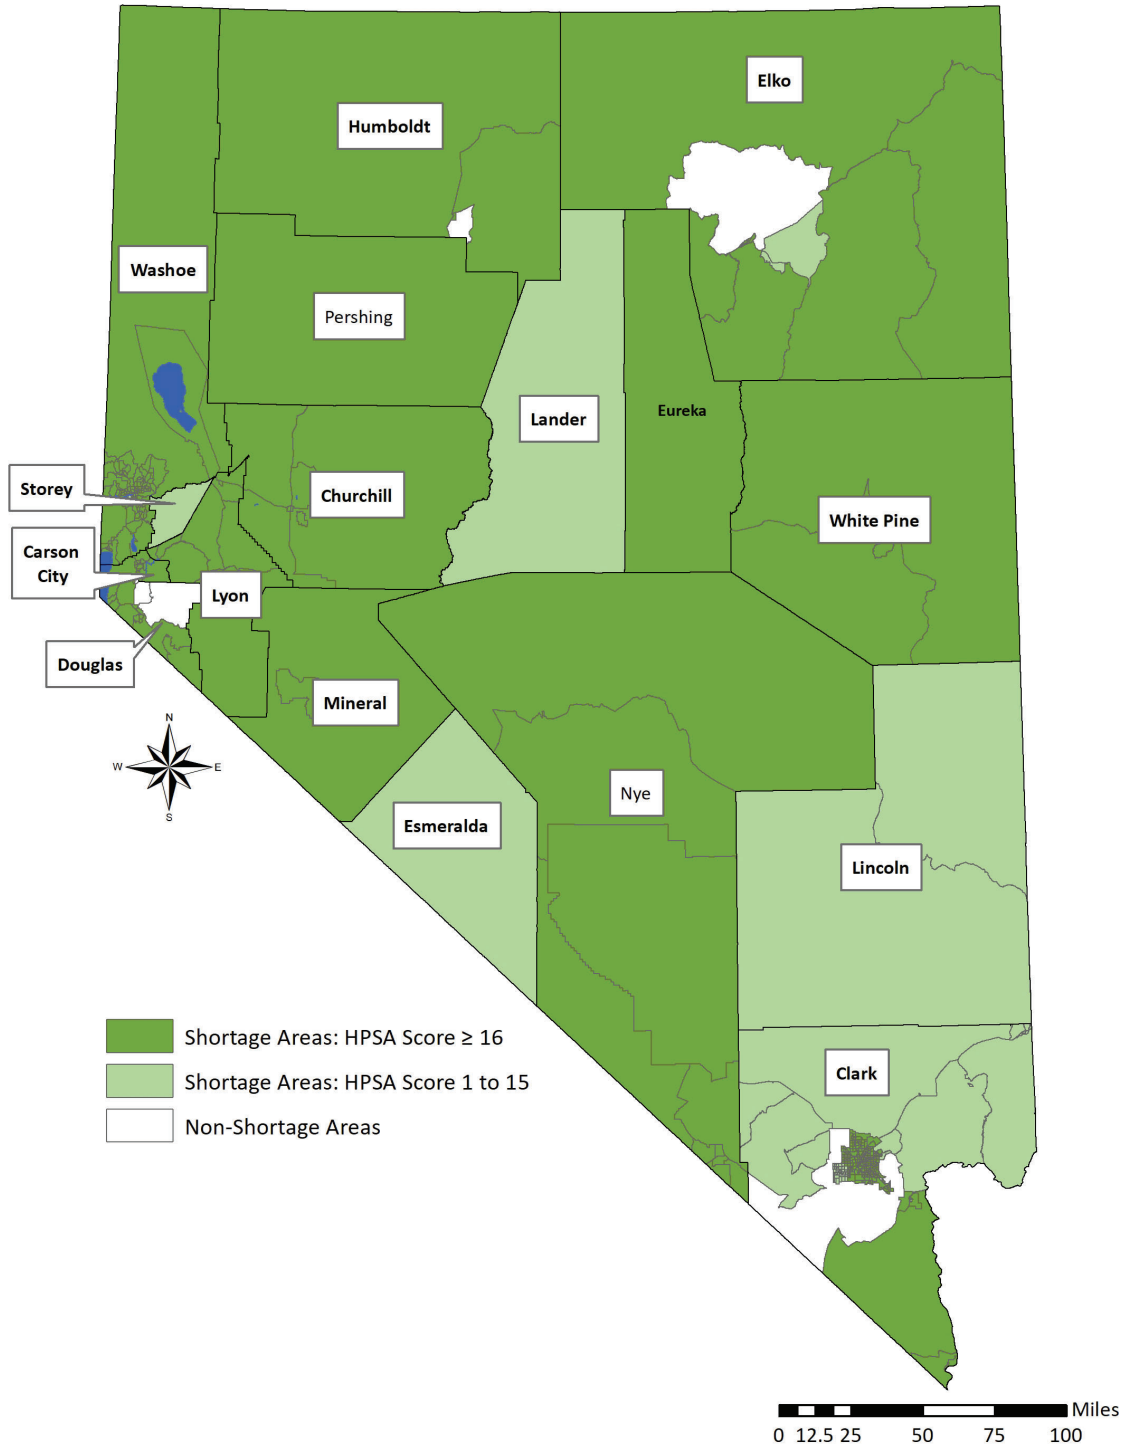 Elko
Humboldt
Washoe
Pershing
Lander
Eureka
Storey
Churchill
White Pine
Carson
City
Lyon
Douglas
Mineral
N
W
E
S
Nye
Esmeralda
Lincoln
Shortage Areas: HPSA Score ≥ 16
Shortage Areas: HPSA Score 1 to 15
Non-Shortage Areas
Clark
Miles
0 12.5 25 50 75 100